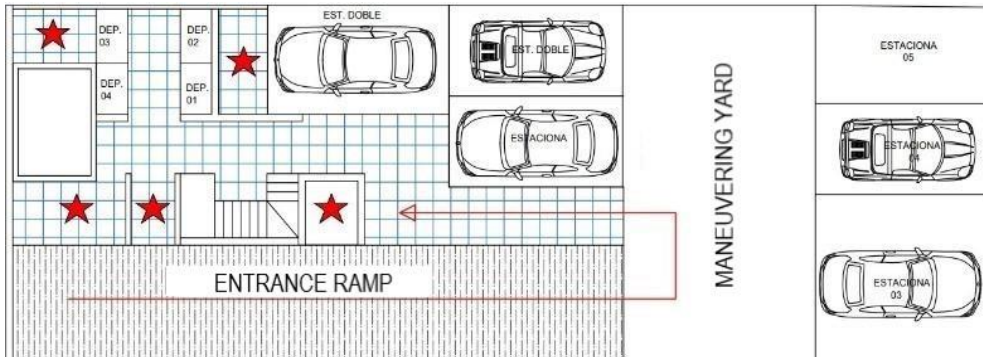 EST. DOBLE
DEP.
03
DEP.
02
DEP.
04
DEP.
01
EST. DOBLE
ESTACIONA
ESTACIONA
05
ESTACIONA
04
ESTACIONA
03
MANEUVERING YARD
ENTRANCE RAMP